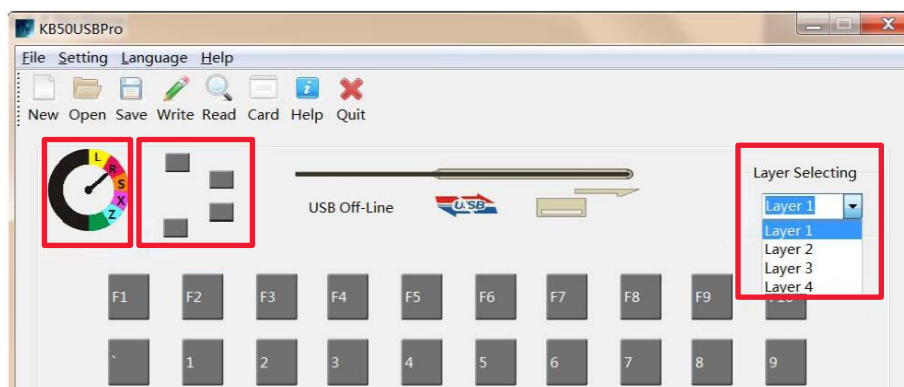 KB50USBPro
File Setting Language Help
New Open Save Write Read Card Help Quit
L
R
S
X
Z
USB Off-Line
USB
Layer Selecting
Layer 1
Layer 1
Layer 2
Layer 3
Layer 4
F1 F2 F3 F4 F5 F6 F7 F8 F9
` 1 2 3 4 5 6 7 8 9